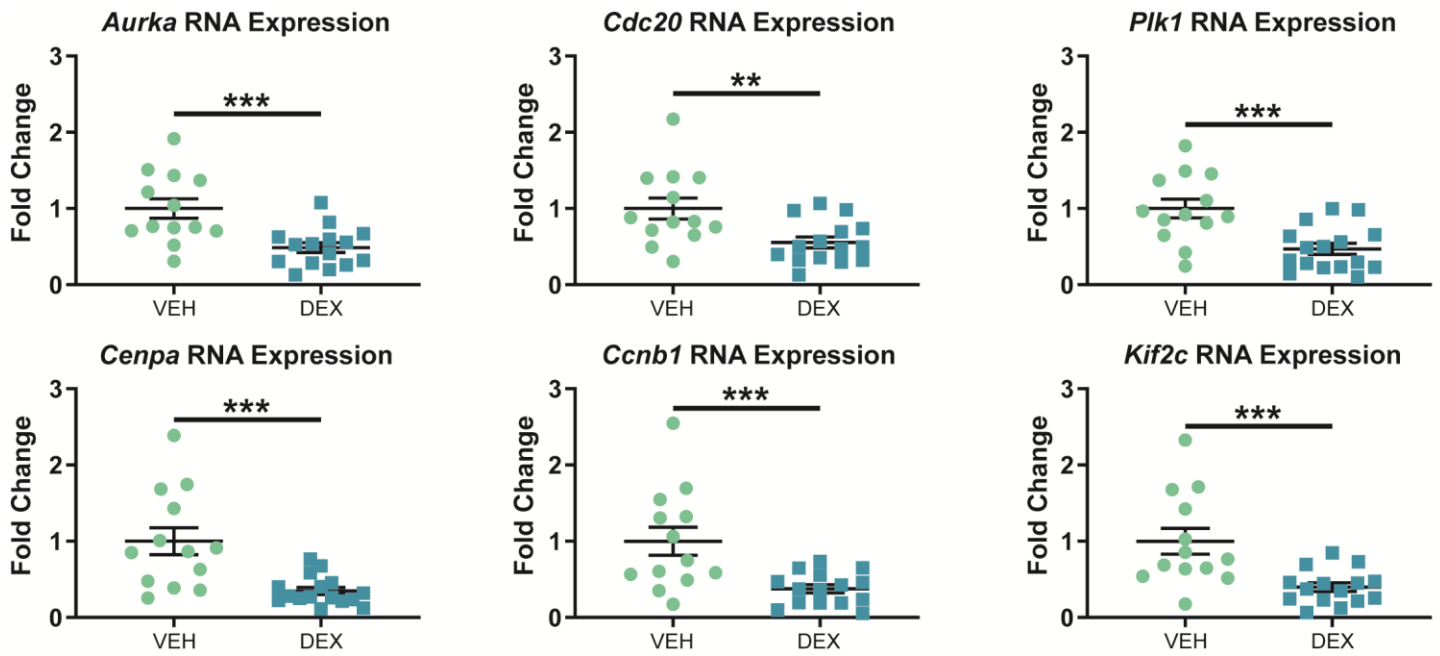 Aurka RNA Expression
Cdc20 RNA Expression
Plk1 RNA Expression
Fold Change
3
2
1
0
***
VEH
DEX
Fold Change
3
2
1
0
**
VEH
DEX
Fold Change
3
2
1
0
***
VEH
DEX
Cenpa RNA Expression
Ccnb1 RNA Expression
Kif2c RNA Expression
Fold Change
3
2
1
0
***
VEH
DEX
Fold Change
3
2
1
0
***
VEH
DEX
Fold Change
3
2
1
0
***
VEH
DEX